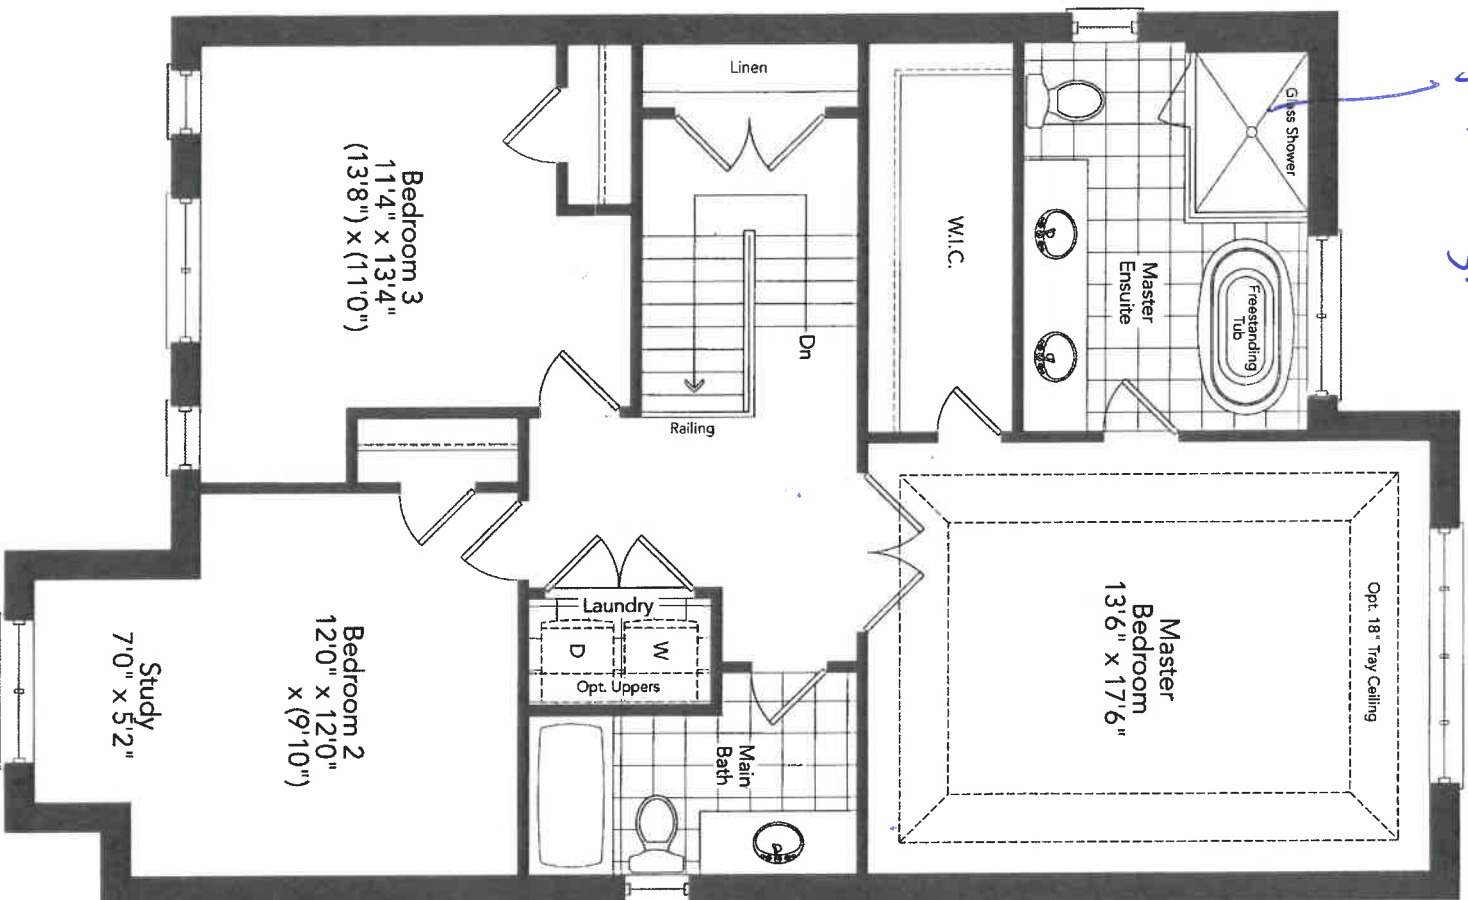 Linen
Glass Shower
Bedroom 3
11'4" x 13'4"
(13'8") x (11'0")
W.I.C.
Master
Ensuite
Freestanding
Tub
Dn
Railing
Master
Bedroom
13'6" x 17'6"
Opt. 18" Tray Ceiling
Laundry
D
W
Opt. Uppers
Bedroom 2
12'0" x 12'0"
x (9'10")
Study
7'0" x 5'2"
Main
Bath